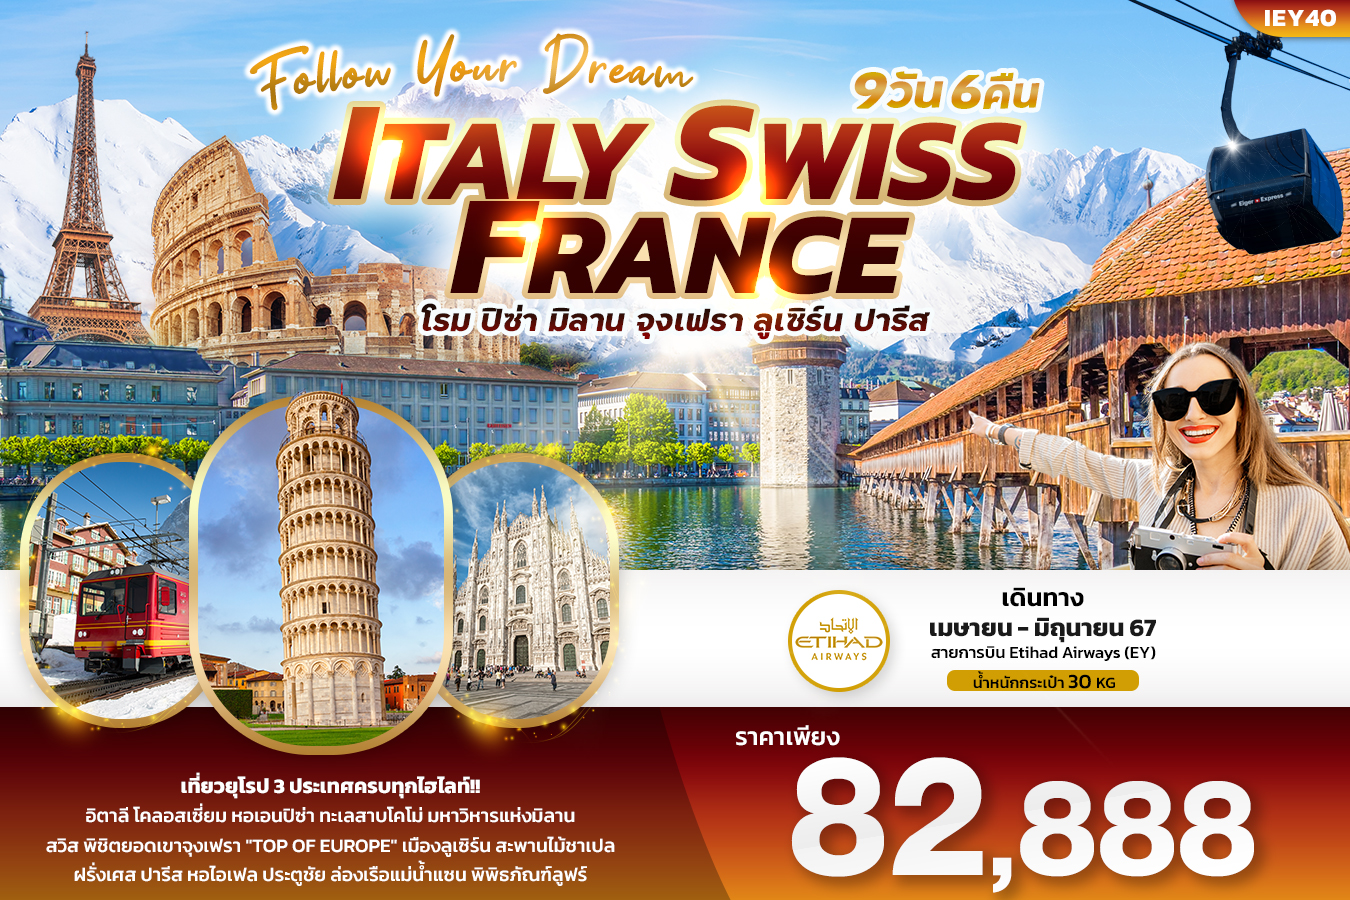 IEY40
Follow Your Dream
9วัน 6คืน
ITALY SWISS
FRANCE
โรม ปิซ่า มิลาน จุงเฟรา ลูเซิร์น ปารีส
Eiger Express
الإتحاد
ETIHAD
AIRWAYS
เดินทาง
เมษายน - มิถุนายน 67
สายการบิน Etihad Airways (EY)
น้ำหนักกระเป๋า 30 KG
เที่ยวยุโรป 3 ประเทศครบทุกไฮไลท์!!
อิตาลี โคลอสเซี่ยม หอเอนปิซ่า ทะเลสาบโคโม่ มหาวิหารแห่งมิลาน
สวิส พิชิตยอดเขาจุงเฟรา "TOP OF EUROPE" เมืองลูเซิร์น สะพานไม้ชาเปล
ฝรั่งเศส ปารีส หอไอเฟล ประตูชัย ล่องเรือแม่น้ำแซน พิพิธภัณฑ์ลูฟร์
ราคาเพียง
82,888